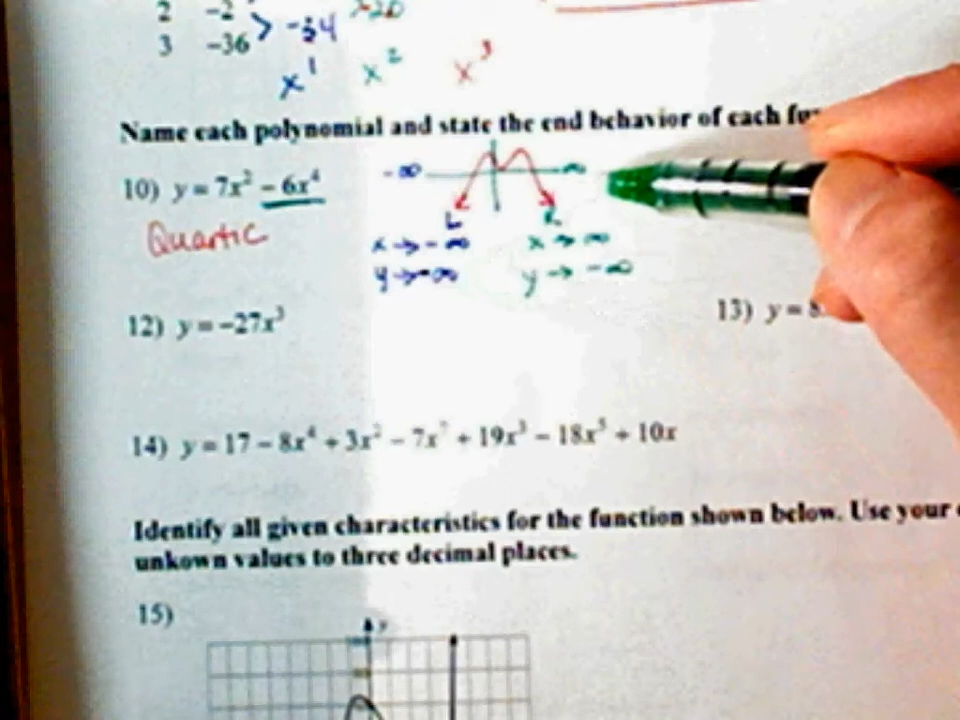 2 -2
3 -36 > -34
x¹ x² x³
Name each polynomial and state the end behavior of each
10) y = 7x² - 6x⁴
-∞ ∞
Quartic
L R
x → -∞ x → ∞
y → -∞ y → -∞
12) y = -27x³
13) y = 8
14) y = 17 - 8x⁴ + 3x² - 7x⁷ + 19x³ - 18x⁵ + 10x
Identify all given characteristics for the function shown below. Use your
unkown values to three decimal places.
15)
y